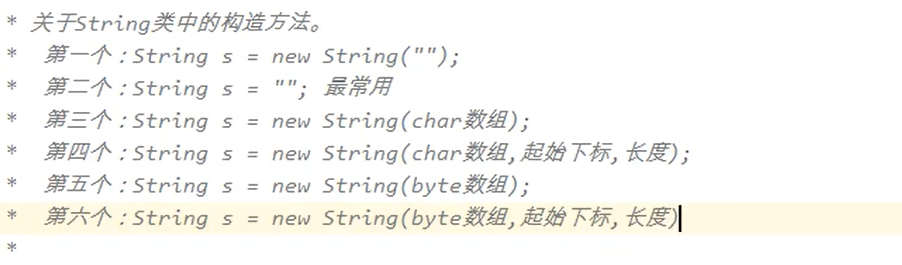 * 关于String类中的构造方法。
* 第一个：String s = new String("");
* 第二个：String s = ""; 最常用
* 第三个：String s = new String(char数组);
* 第四个：String s = new String(char数组,起始下标,长度);
* 第五个：String s = new String(byte数组);
* 第六个：String s = new String(byte数组,起始下标,长度)
*